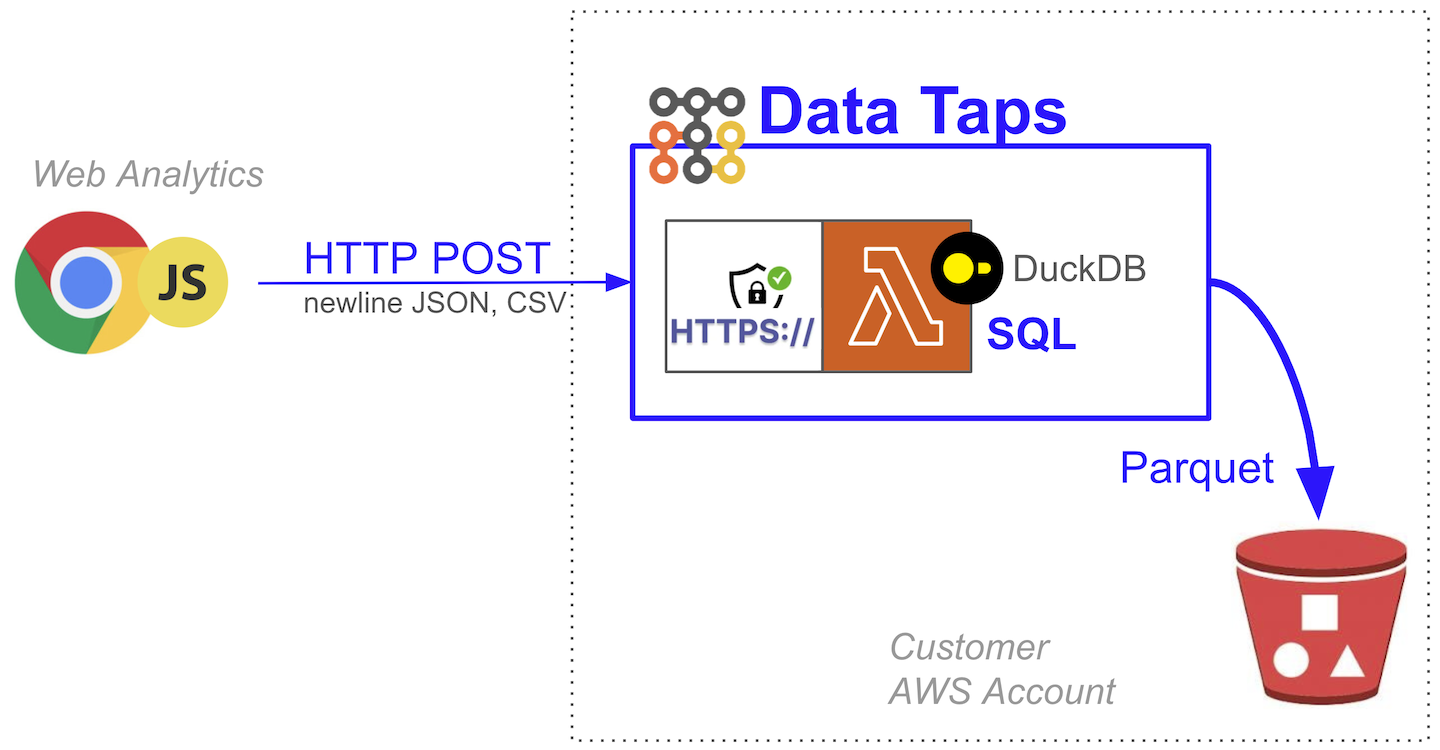 Data Taps
Web Analytics
JS
HTTP POST
newline JSON, CSV
HTTPS://
DuckDB
SQL
Parquet
Customer
AWS Account